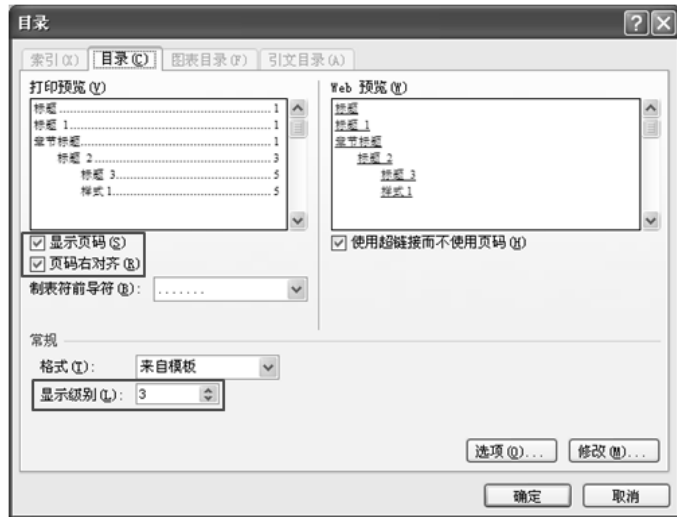 目录
索引(X) 目录(C) 图表目录(F) 引文目录(A)
打印预览(V)
标题 1
标题 1 1
章节标题 1
标题 2 3
标题 3 5
样式 1 5
Web 预览(W)
标题
标题 1
章节标题
标题 2
标题 3
样式 1
显示页码(S)
页码右对齐(R)
使用超链接而不使用页码(H)
制表符前导符(B): .......
常规
格式(T): 来自模板
显示级别(L): 3
选项(O)... 修改(M)...
确定 取消